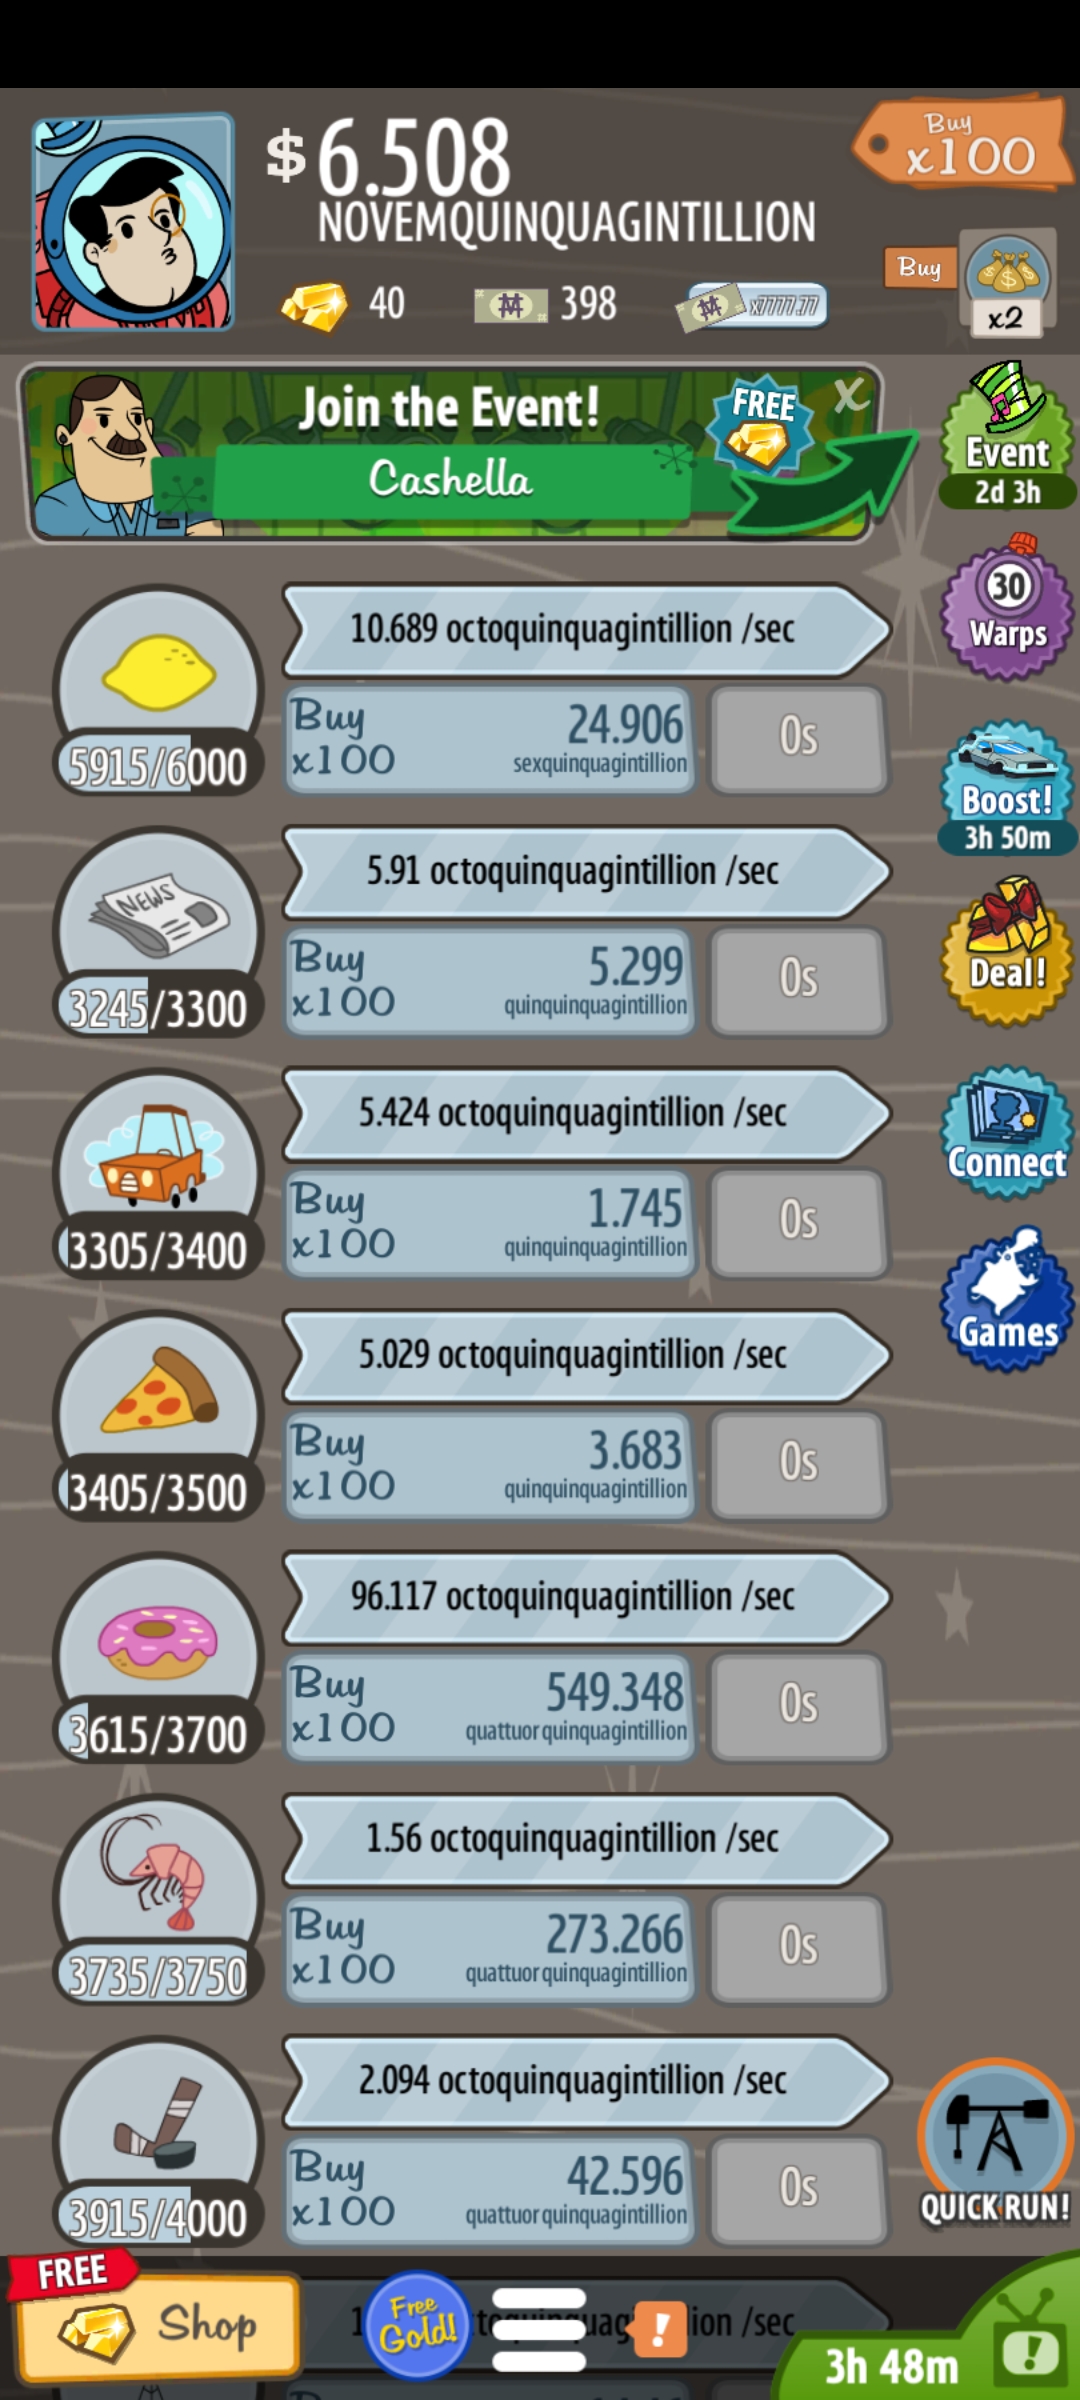 $6.508
NOVEMQUINQUAGINTILLION
Buy
x100
40
398
x7777.77
Buy
x2
Join the Event!
Cashella
FREE
X
Event
2d 3h
30
Warps
10.689 octoquinquagintillion /sec
5915/6000
Buy
x100
24.906
sexquinquagintillion
0s
Boost!
3h 50m
NEWS
5.91 octoquinquagintillion /sec
3245/3300
Buy
x100
5.299
quinquinquagintillion
0s
Deal!
5.424 octoquinquagintillion /sec
3305/3400
Buy
x100
1.745
quinquinquagintillion
0s
Connect
5.029 octoquinquagintillion /sec
3405/3500
Buy
x100
3.683
quinquinquagintillion
0s
Games
96.117 octoquinquagintillion /sec
3615/3700
Buy
x100
549.348
quattuorquinquagintillion
0s
1.56 octoquinquagintillion /sec
3735/3750
Buy
x100
273.266
quattuorquinquagintillion
0s
2.094 octoquinquagintillion /sec
3915/4000
Buy
x100
42.596
quattuorquinquagintillion
0s
QUICK RUN!
FREE
Shop
Free
Gold!
!
/sec
3h 48m
!